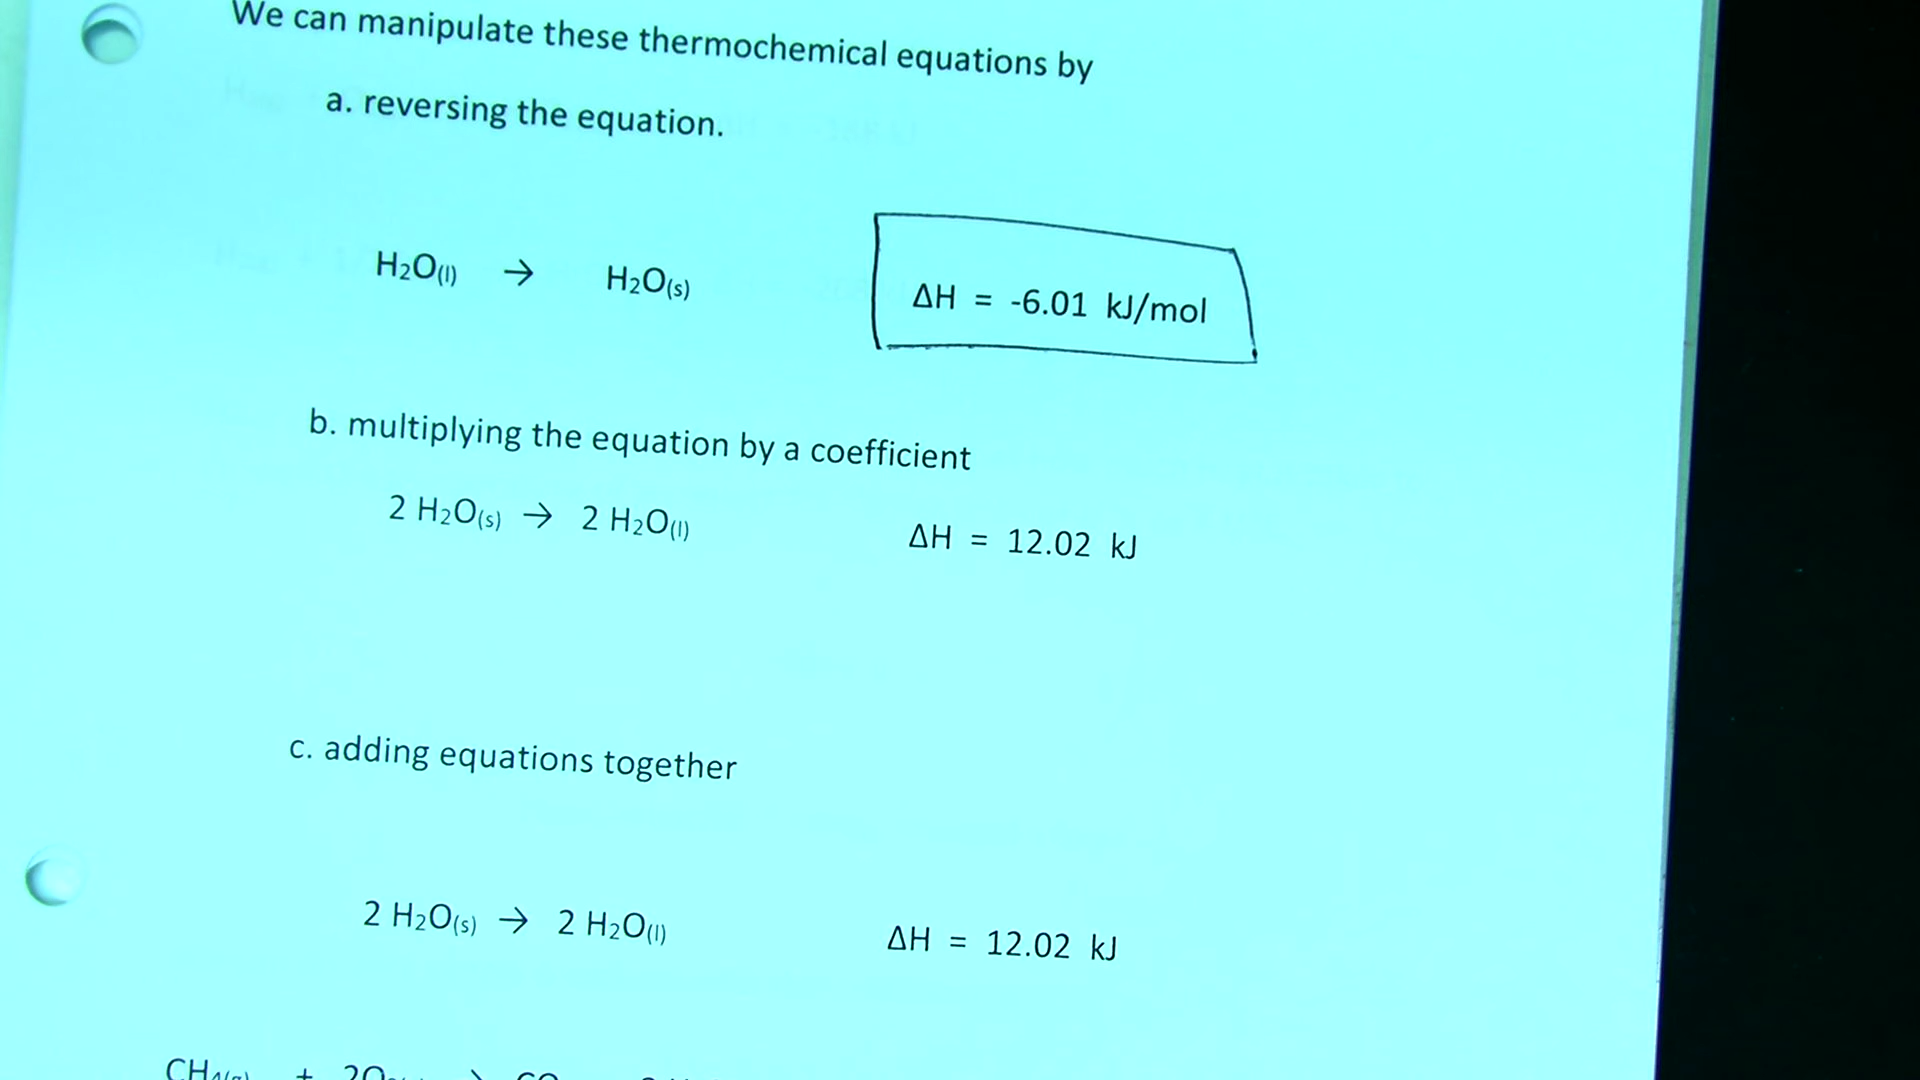 We can manipulate these thermochemical equations by
a. reversing the equation.
H₂O(l) → H₂O(s) ΔH = -6.01 kJ/mol
b. multiplying the equation by a coefficient
2 H₂O(s) → 2 H₂O(l) ΔH = 12.02 kJ
c. adding equations together
2 H₂O(s) → 2 H₂O(l) ΔH = 12.02 kJ
CH₄(g) + 2O